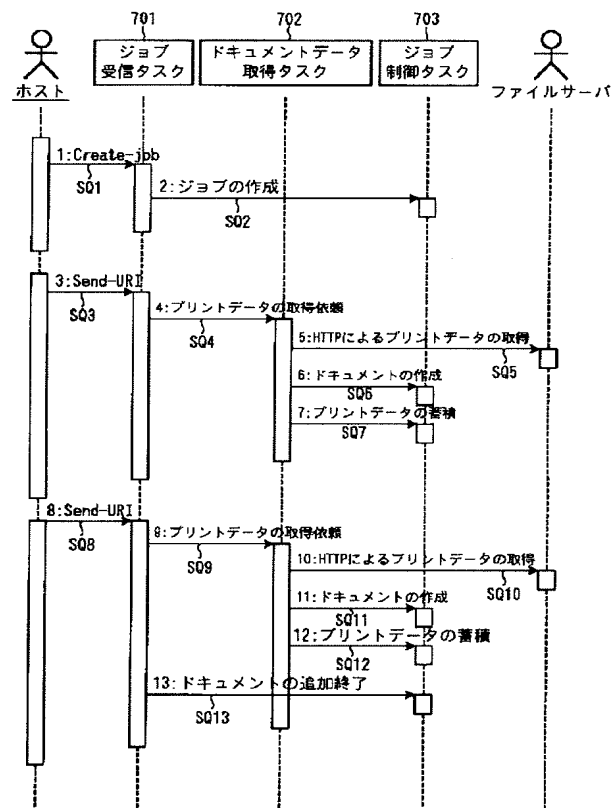 701
702
703
ジョブ
受信タスク
ドキュメントデータ
取得タスク
ジョブ
制御タスク
ホスト
ファイルサーバ
1:Create-job
SQ1
2:ジョブの作成
SQ2
3:Send-URI
SQ3
4:プリントデータの取得依頼
SQ4
5:HTTPによるプリントデータの取得
SQ5
6:ドキュメントの作成
SQ6
7:プリントデータの蓄積
SQ7
8:Send-URI
SQ8
9:プリントデータの取得依頼
SQ9
10:HTTPによるプリントデータの取得
SQ10
11:ドキュメントの作成
SQ11
12:プリントデータの蓄積
SQ12
13:ドキュメントの追加終了
SQ13